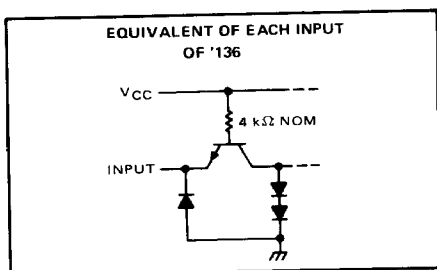 EQUIVALENT OF EACH INPUT
OF '136
VCC
4 kΩ NOM
INPUT